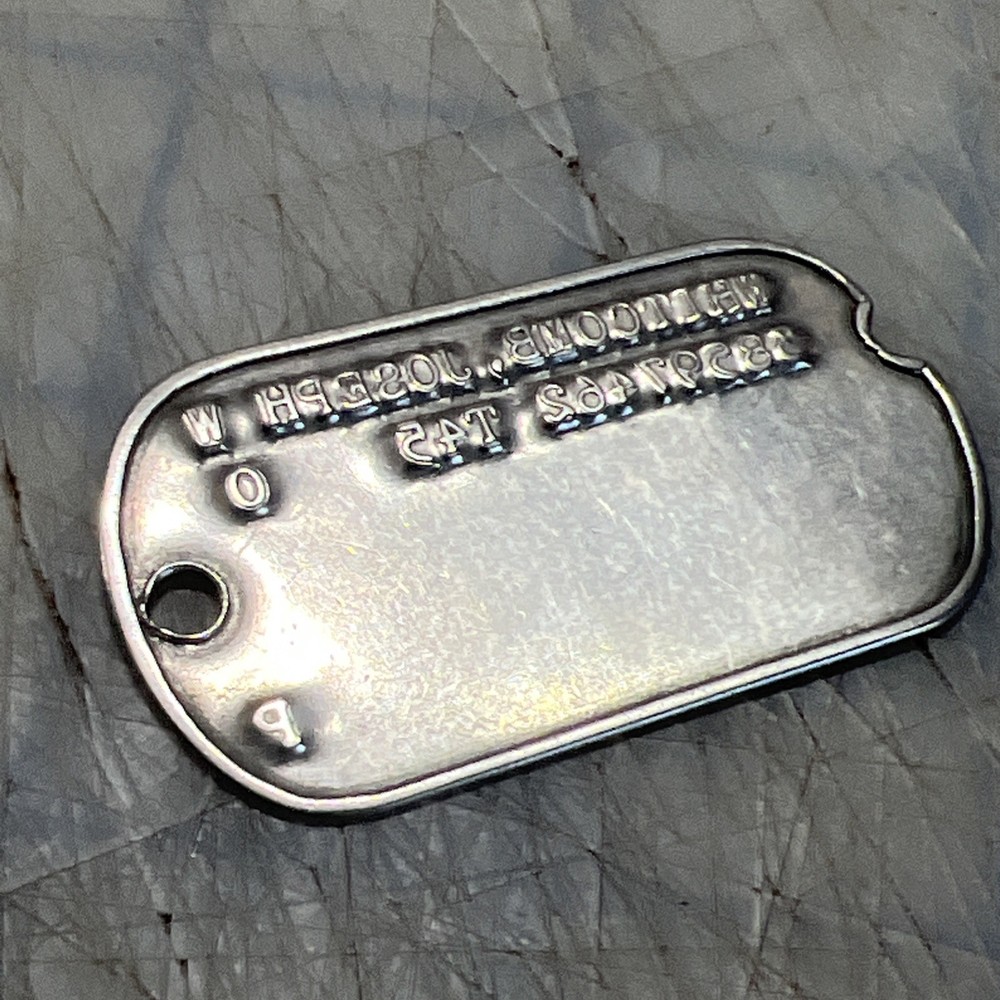 WHITCOMB, JOSEPH W
38597462 T45 O
P